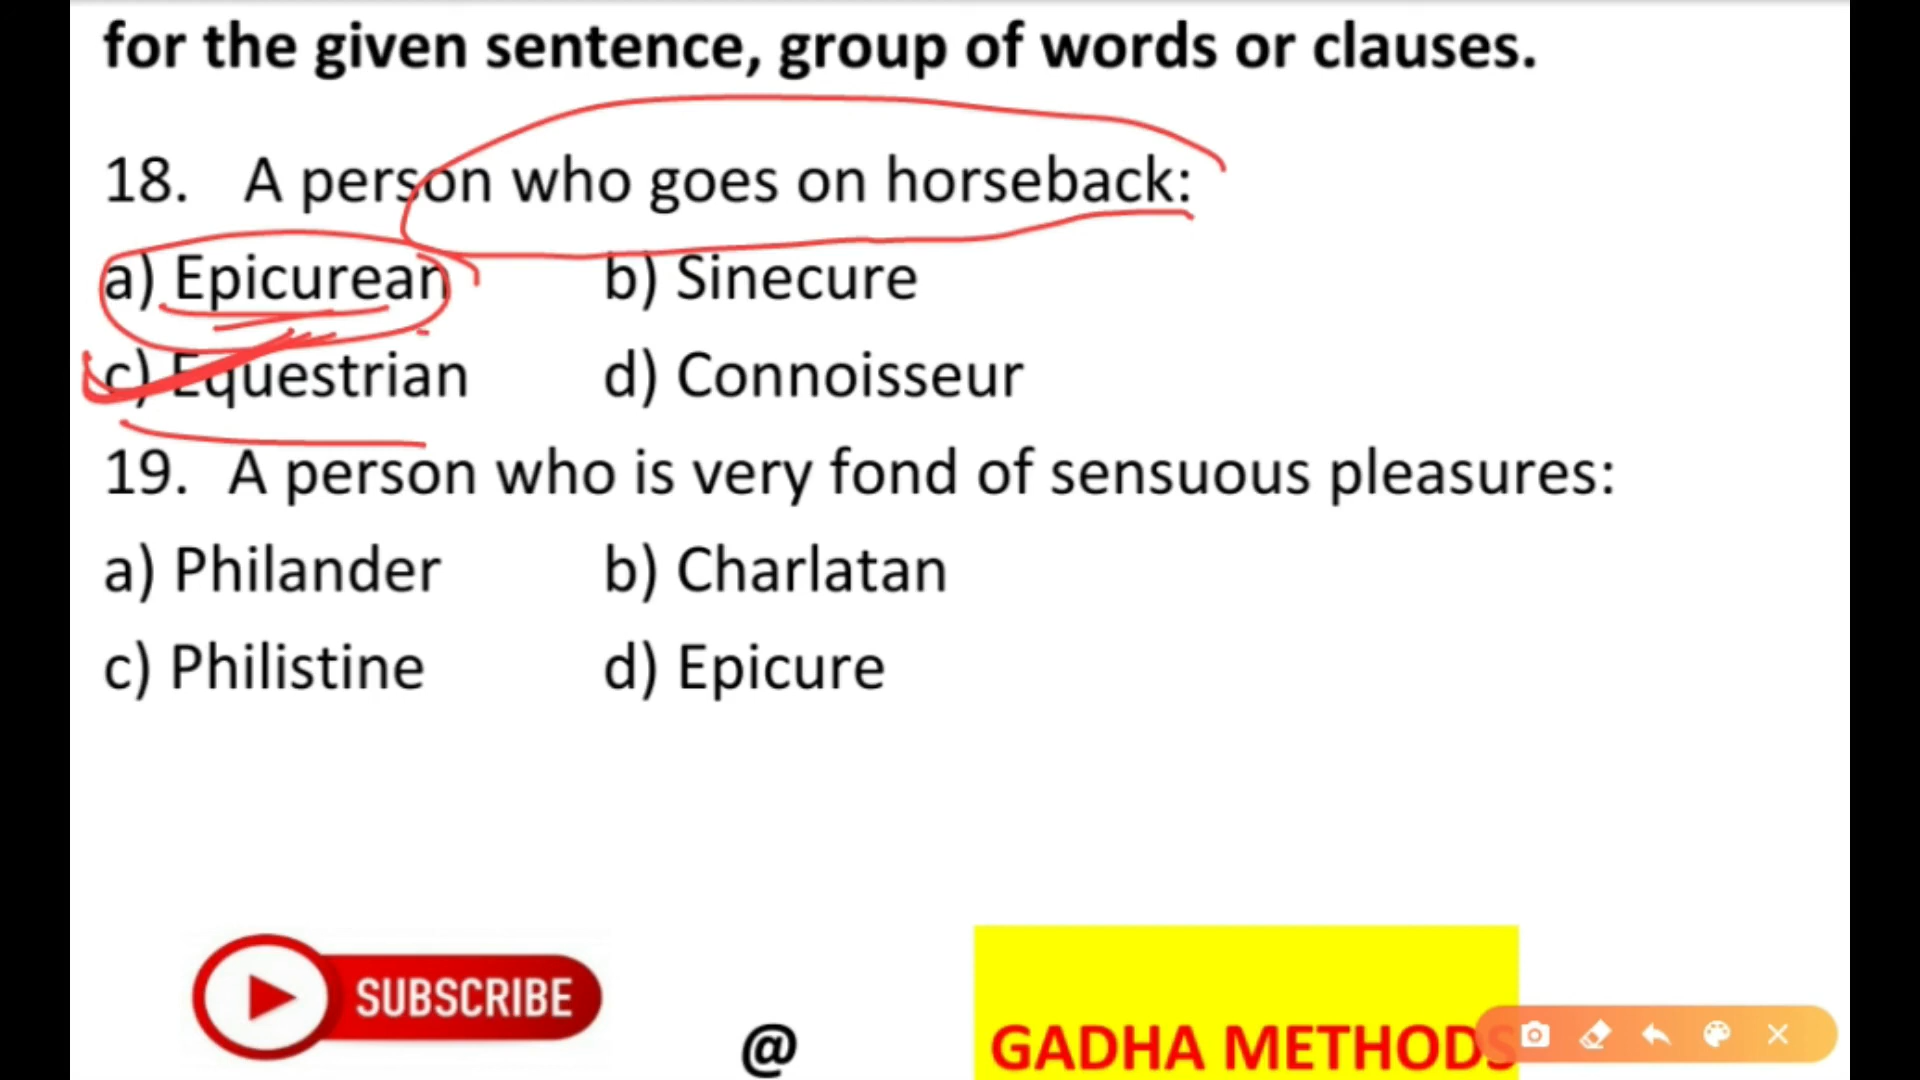 for the given sentence, group of words or clauses.
18. A person who goes on horseback:
a) Epicurean b) Sinecure
c) Equestrian d) Connoisseur
19. A person who is very fond of sensuous pleasures:
a) Philander b) Charlatan
c) Philistine d) Epicure
SUBSCRIBE
@ GADHA METHODS